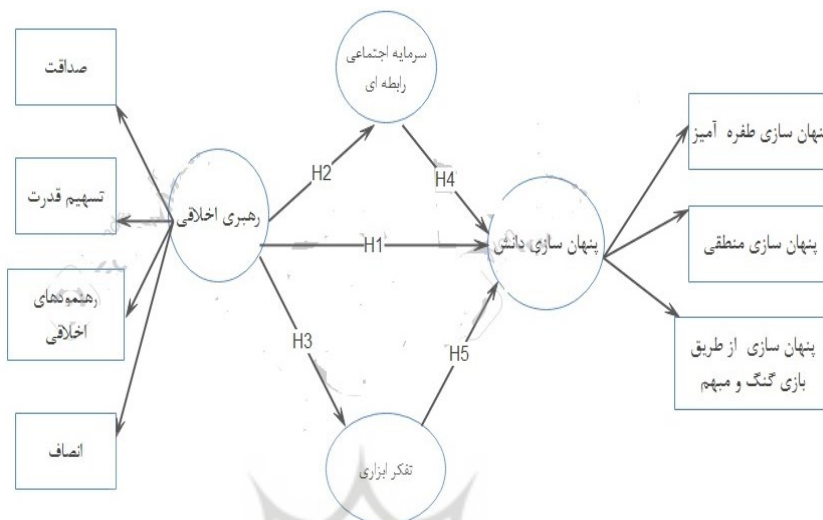 سرمایه اجتماعی
رابطه ای
صداقت
تسهیم قدرت
رهنمودهای
اخلاقی
انصاف
رهبری اخلاقی
H2
H4
H1
H3
H5
پنهان سازی دانش
تفکر ابزاری
پنهان سازی طفره آمیز
پنهان سازی منطقی
پنهان سازی از طریق
بازی گنگ و مبهم